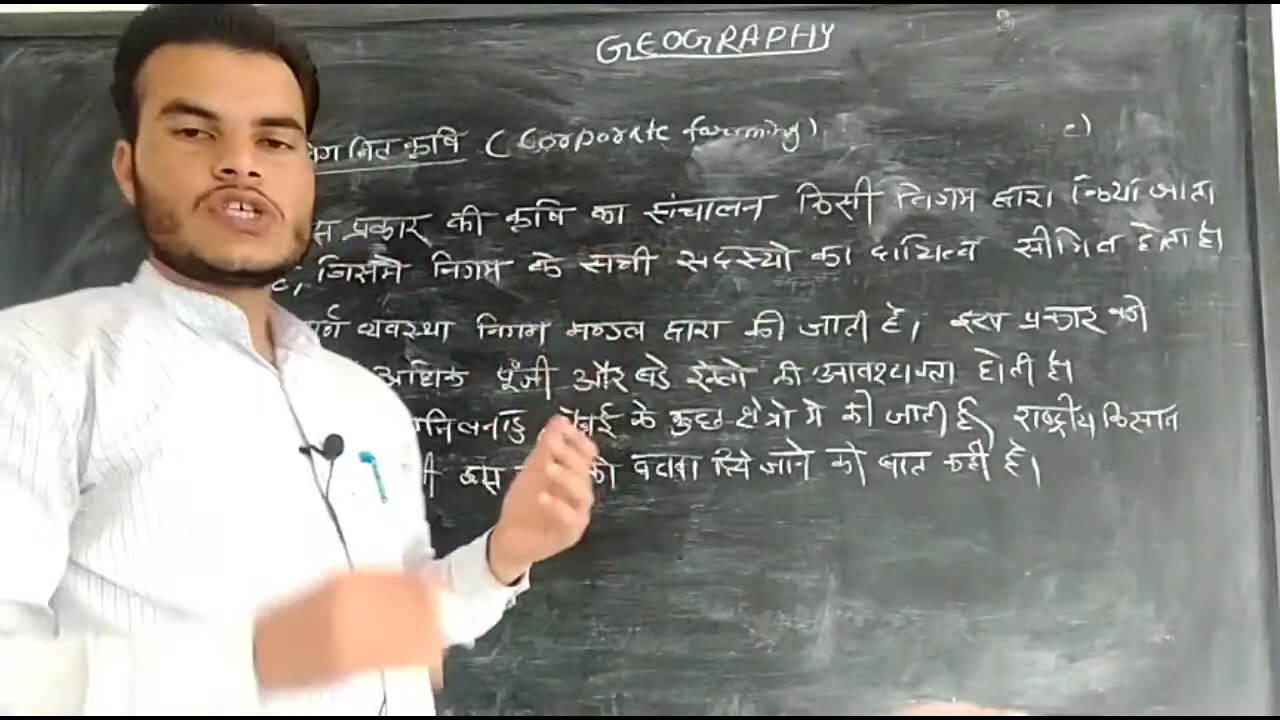 GEOGRAPHY
कृषि (Corporate farming)
e)
प्रकार की कृषि का संचालन किसी निगम द्वारा किया जाता
जिसमे निगम के सभी सदस्यो का दायित्व सीमित होता है।
व्यवस्था निगम मण्डल द्वारा की जाती है। इस प्रकार की
अधिक पूँजी और बडे खेतो की आवश्यकता होती है।
के कुछ क्षेत्रो मे की जाती है, राष्ट्रीय किसान
इस को बढावा दिये जाने की बात कही है।